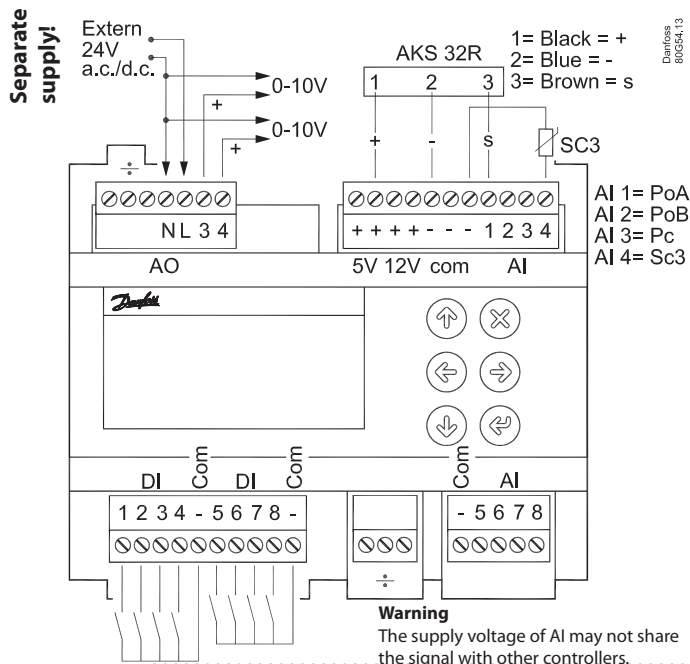 Separate
supply!
Extern
24V
a.c./d.c.
0-10V
+
0-10V
+
÷
AKS 32R
1 2 3
+ - s
1= Black = +
2= Blue = -
3= Brown = s
Danfoss
80G54.13
SC3
N L 3 4
AO
+ + + + - - - 1 2 3 4
5V 12V com AI
AI 1= PoA
AI 2= PoB
AI 3= Pc
AI 4= Sc3
Danfoss
DI Com DI Com
1 2 3 4 - 5 6 7 8 -
÷
Com AI
- 5 6 7 8
Warning
The supply voltage of AI may not share
the signal with other controllers.